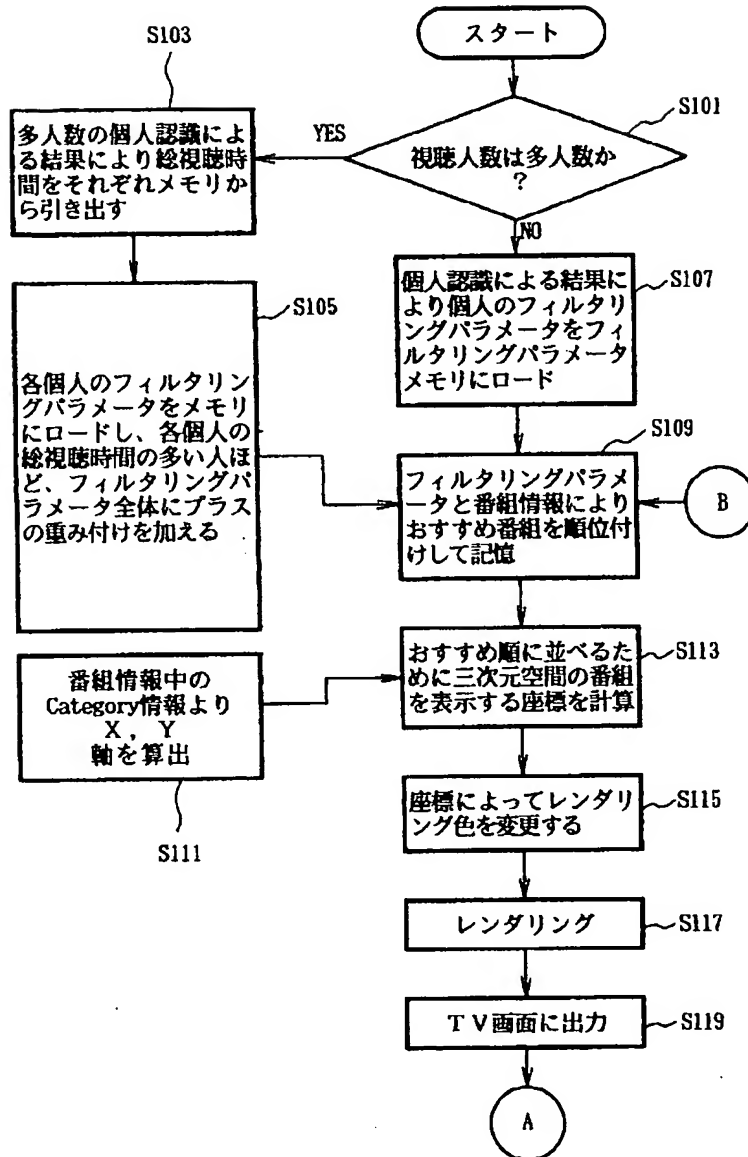 スタート
S101
視聴人数は多人数か
?
YES
NO
S103
多人数の個人認識によ
る結果により総視聴時
間をそれぞれメモリか
ら引き出す
S105
各個人のフィルタリン
グパラメータをメモリ
にロードし、各個人の
総視聴時間の多い人ほ
ど、フィルタリングパ
ラメータ全体にプラス
の重み付けを加える
S107
個人認識による結果に
より個人のフィルタリ
ングパラメータをフィ
ルタリングパラメータ
メモリにロード
S109
フィルタリングパラメ
ータと番組情報により
おすすめ番組を順位付
けして記憶
B
番組情報中の
Category情報より
X, Y
軸を算出
S111
おすすめ順に並べるた
めに三次元空間の番組
を表示する座標を計算
S113
座標によってレンダリ
ング色を変更する
S115
レンダリング
S117
TV画面に出力
S119
A